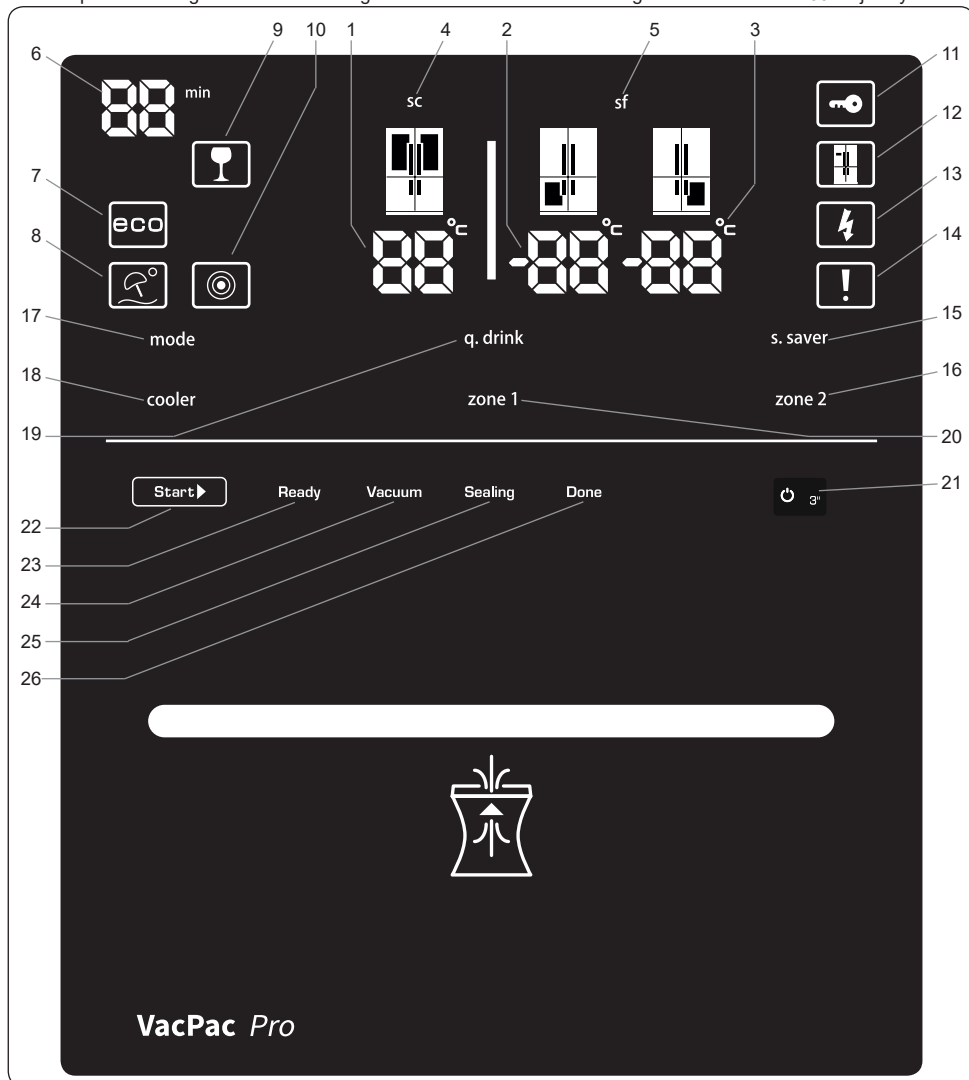 9 10 1 4 2 5 3
6 88 min sc sf 11
12
7 eco °c 88 °c -88 °c -88 13
8 ! 14
17 mode q. drink s. saver 15
18 cooler zone 1 zone 2 16
19 20
Start Ready Vacuum Sealing Done 3" 21
22
23
24
25
26
VacPac Pro